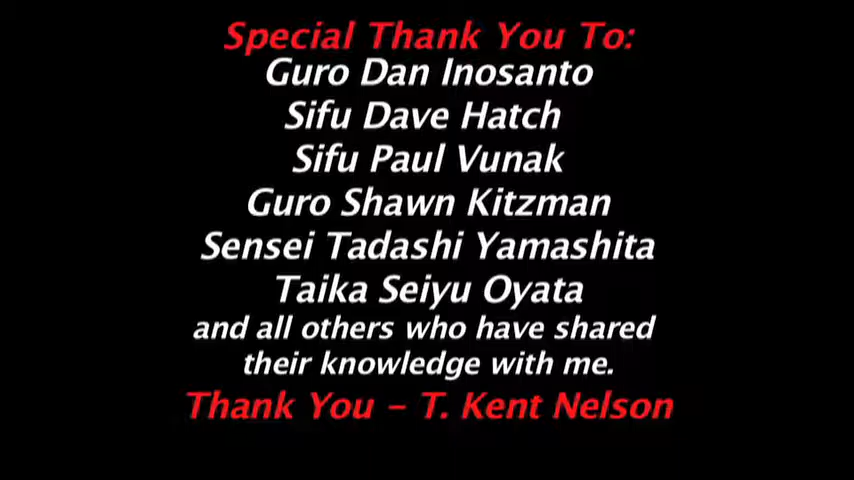 Special Thank You To:
Guro Dan Inosanto
Sifu Dave Hatch
Sifu Paul Vunak
Guro Shawn Kitzman
Sensei Tadashi Yamashita
Taika Seiyu Oyata
and all others who have shared
their knowledge with me.
Thank You - T. Kent Nelson